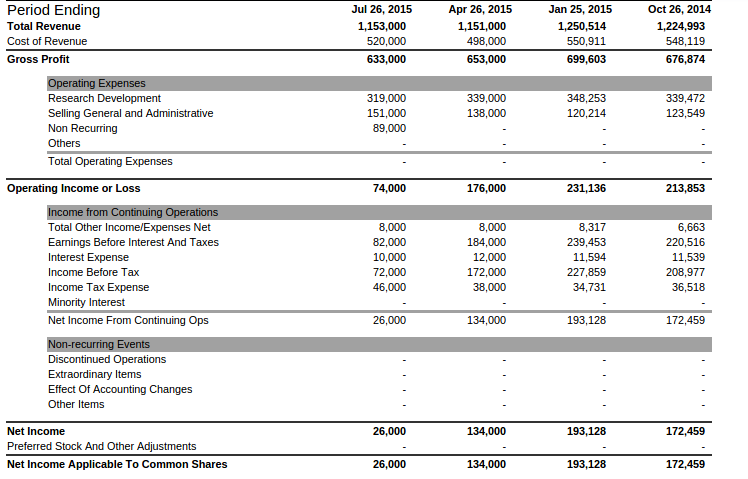 Period Ending Jul 26, 2015 Apr 26, 2015 Jan 25, 2015 Oct 26, 2014
Total Revenue 1,153,000 1,151,000 1,250,514 1,224,993
Cost of Revenue 520,000 498,000 550,911 548,119
Gross Profit 633,000 653,000 699,603 676,874
Operating Expenses
Research Development 319,000 339,000 348,253 339,472
Selling General and Administrative 151,000 138,000 120,214 123,549
Non Recurring 89,000 - - -
Others - - - -
Total Operating Expenses - - - -
Operating Income or Loss 74,000 176,000 231,136 213,853
Income from Continuing Operations
Total Other Income/Expenses Net 8,000 8,000 8,317 6,663
Earnings Before Interest And Taxes 82,000 184,000 239,453 220,516
Interest Expense 10,000 12,000 11,594 11,539
Income Before Tax 72,000 172,000 227,859 208,977
Income Tax Expense 46,000 38,000 34,731 36,518
Minority Interest - - - -
Net Income From Continuing Ops 26,000 134,000 193,128 172,459
Non-recurring Events
Discontinued Operations - - - -
Extraordinary Items - - - -
Effect Of Accounting Changes - - - -
Other Items - - - -
Net Income 26,000 134,000 193,128 172,459
Preferred Stock And Other Adjustments - - - -
Net Income Applicable To Common Shares 26,000 134,000 193,128 172,459